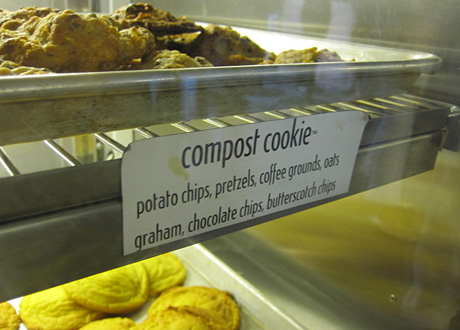 compost cookie™
potato chips, pretzels, coffee grounds, oats
graham, chocolate chips, butterscotch chips